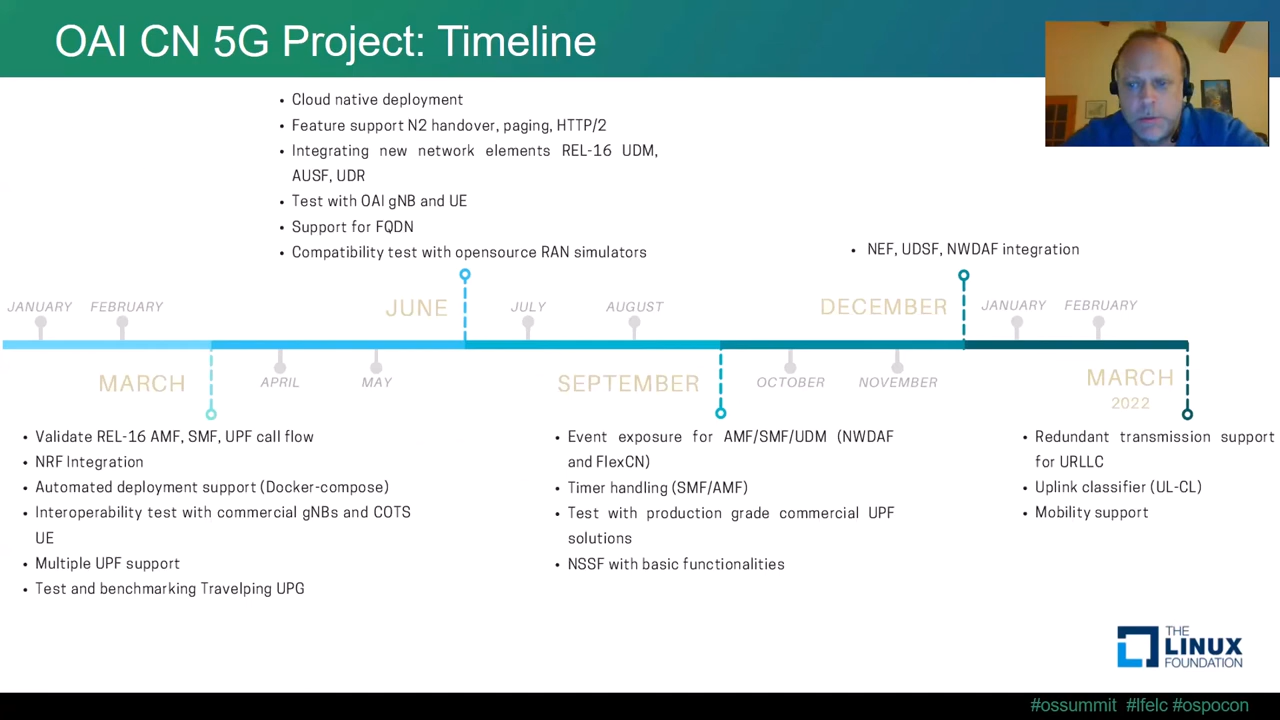 OAI CN 5G Project: Timeline
• Cloud native deployment
• Feature support N2 handover, paging, HTTP/2
• Integrating new network elements REL-16 UDM,
AUSF, UDR
• Test with OAI gNB and UE
• Support for FQDN
• Compatibility test with opensource RAN simulators
• NEF, UDSF, NWDAF integration
JANUARY FEBRUARY JUNE JULY AUGUST DECEMBER JANUARY FEBRUARY
MARCH APRIL MAY SEPTEMBER OCTOBER NOVEMBER MARCH
2022
• Validate REL-16 AMF, SMF, UPF call flow
• NRF Integration
• Automated deployment support (Docker-compose)
• Interoperability test with commercial gNBs and COTS
UE
• Multiple UPF support
• Test and benchmarking Travelping UPG
• Event exposure for AMF/SMF/UDM (NWDAF
and FlexCN)
• Timer handling (SMF/AMF)
• Test with production grade commercial UPF
solutions
• NSSF with basic functionalities
• Redundant transmission support
for URLLC
• Uplink classifier (UL-CL)
• Mobility support
THE
LINUX
FOUNDATION
#ossummit #lfelc #ospocon